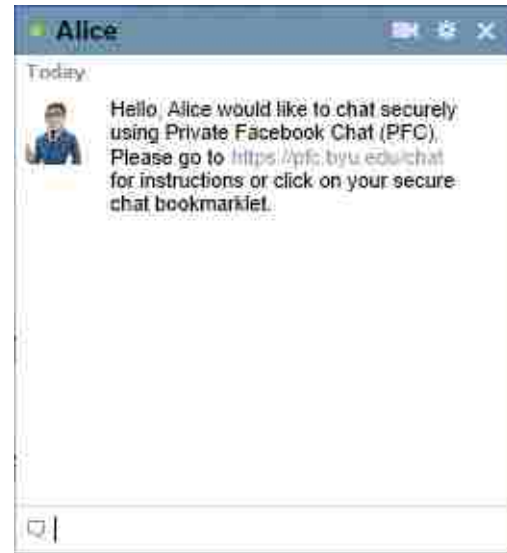 Alice
Today
Hello, Alice would like to chat securely
using Private Facebook Chat (PFC).
Please go to https://pfc.byu.edu/chat
for instructions or click on your secure
chat bookmarklet.